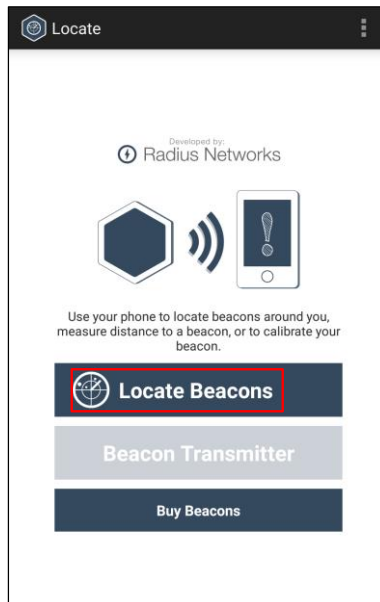 Locate
Developed by:
Radius Networks
Use your phone to locate beacons around you,
measure distance to a beacon, or to calibrate your
beacon.
Locate Beacons
Beacon Transmitter
Buy Beacons